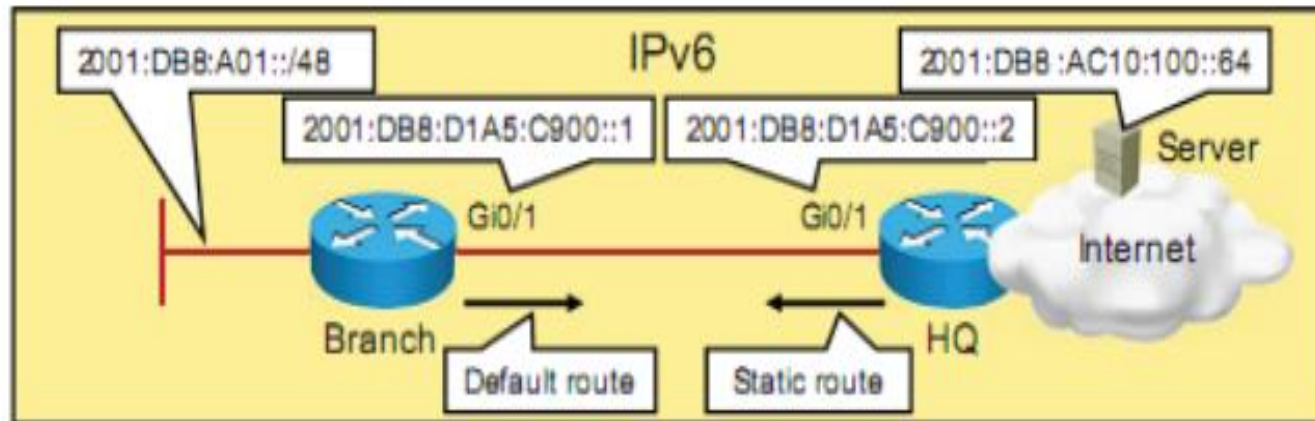 IPv6
2001:DB8:A01::/48
2001:DB8 :AC10:100::64
2001:DB8:D1A5:C900::1
2001:DB8:D1A5:C900::2
Server
Gi0/1
Gi0/1
Internet
Branch
HQ
Default route
Static route